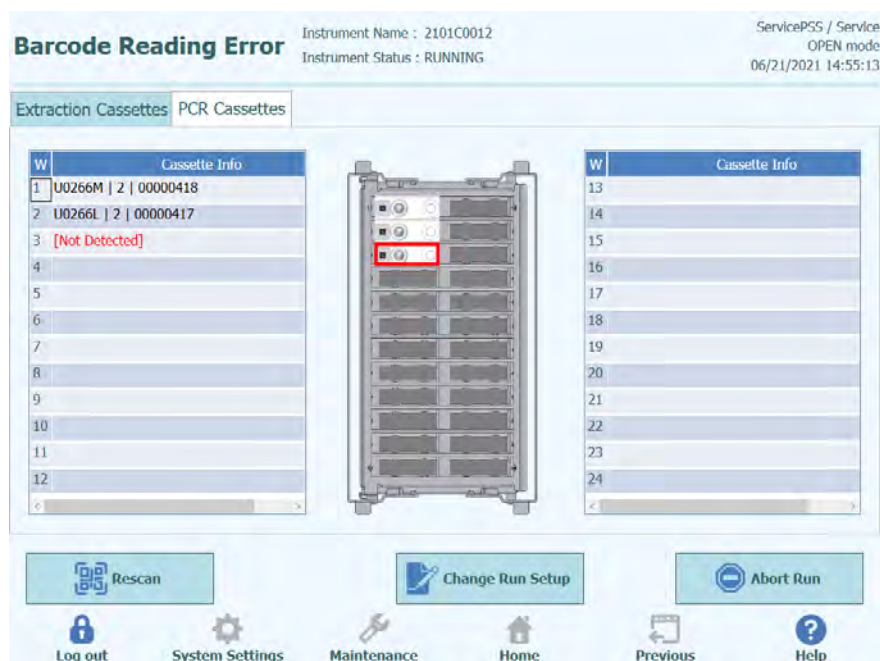 Barcode Reading Error
Instrument Name : 2101C0012
Instrument Status : RUNNING
ServicePSS / Service
OPEN mode
06/21/2021 14:55:13
Extraction Cassettes
PCR Cassettes
W Cassette Info
1 U0266M | 2 | 00000418
2 U0266L | 2 | 00000417
3 [Not Detected]
4
5
6
7
8
9
10
11
12
W Cassette Info
13
14
15
16
17
18
19
20
21
22
23
24
Rescan
Change Run Setup
Abort Run
Log out
System Settings
Maintenance
Home
Previous
Help